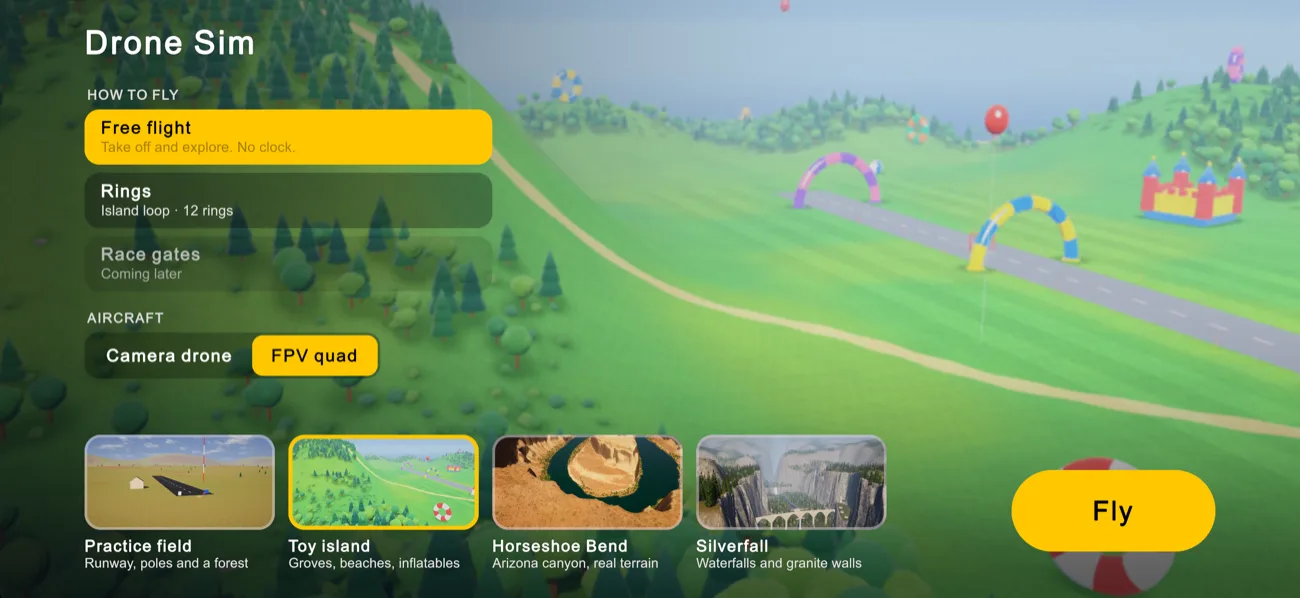 Drone Sim
HOW TO FLY
Free flight
Take off and explore. No clock.
Rings
Island loop · 12 rings
Race gates
Coming later
AIRCRAFT
Camera drone
FPV quad
Practice field
Runway, poles and a forest
Toy island
Groves, beaches, inflatables
Horseshoe Bend
Arizona canyon, real terrain
Silverfall
Waterfalls and granite walls
Fly